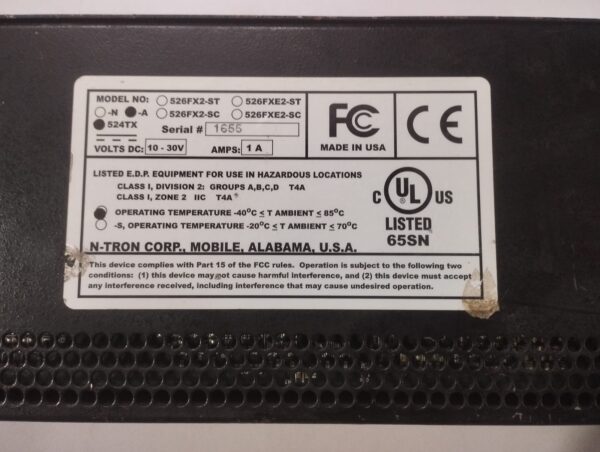 MODEL NO: ○ 526FX2-ST ○ 526FXE2-ST
○ -N ● -A ○ 526FX2-SC ○ 526FXE2-SC
● 524TX Serial # 1655
VOLTS DC: 10 - 30V AMPS: 1 A
FC
MADE IN USA
CE
LISTED E.D.P. EQUIPMENT FOR USE IN HAZARDOUS LOCATIONS
CLASS I, DIVISION 2: GROUPS A,B,C,D T4A
CLASS I, ZONE 2 IIC T4A
● OPERATING TEMPERATURE -40°C ≤ T AMBIENT ≤ 85°C
○ -S, OPERATING TEMPERATURE -20°C ≤ T AMBIENT ≤ 70°C
N-TRON CORP., MOBILE, ALABAMA, U.S.A.
C UL US
LISTED
65SN
This device complies with Part 15 of the FCC rules. Operation is subject to the following two
conditions: (1) this device may not cause harmful interference, and (2) this device must accept
any interference received, including interference that may cause undesired operation.